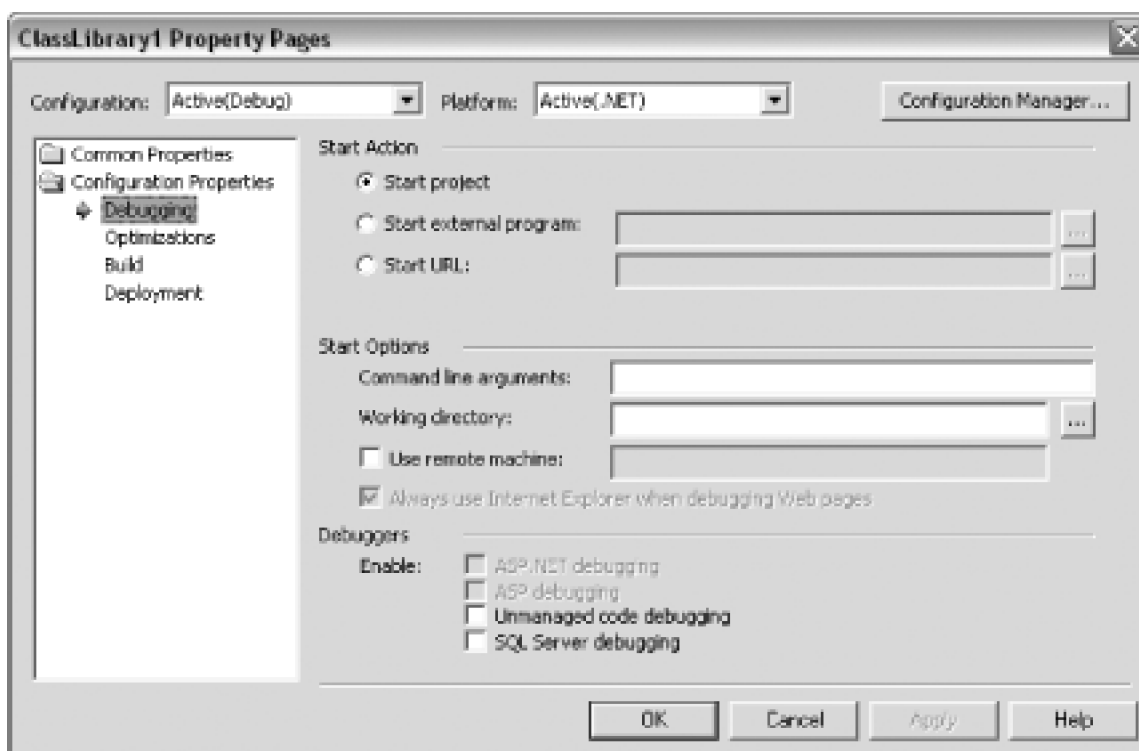 ClassLibrary1 Property Pages
Configuration: Active(Debug) Platform: Active(.NET) Configuration Manager...
Common Properties
Configuration Properties
Debugging
Optimizations
Build
Deployment
Start Action
Start project
Start external program: ...
Start URL: ...
Start Options
Command line arguments:
Working directory: ...
Use remote machine:
Always use Internet Explorer when debugging Web pages
Debuggers
Enable: ASP.NET debugging
ASP debugging
Unmanaged code debugging
SQL Server debugging
OK Cancel Apply Help